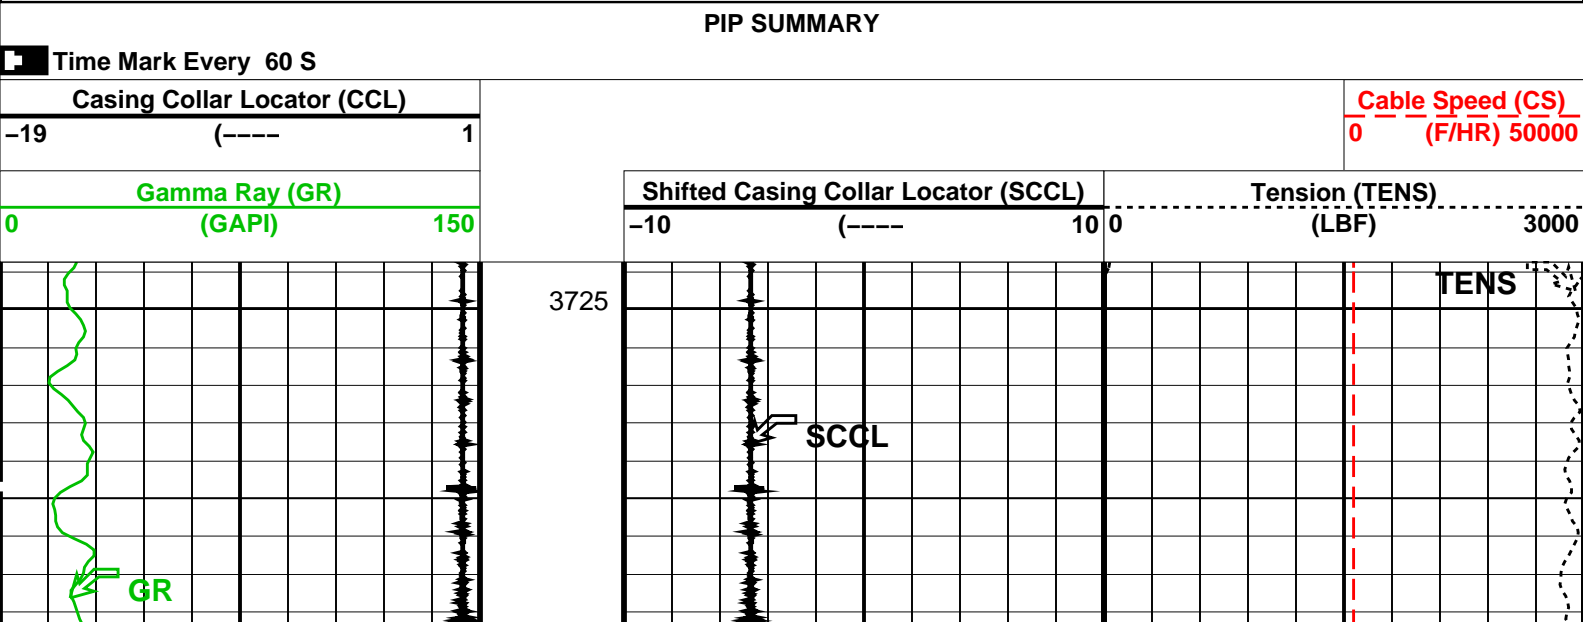 PIP SUMMARY
Time Mark Every 60 S
Casing Collar Locator (CCL)
−19 (−−−− 1
Cable Speed (CS)
0 (F/HR) 50000
Gamma Ray (GR)
0 (GAPI) 150
Shifted Casing Collar Locator (SCCL)
−10 (−−−− 10
Tension (TENS)
0 (LBF) 3000
TENS
3725
SCCL
GR